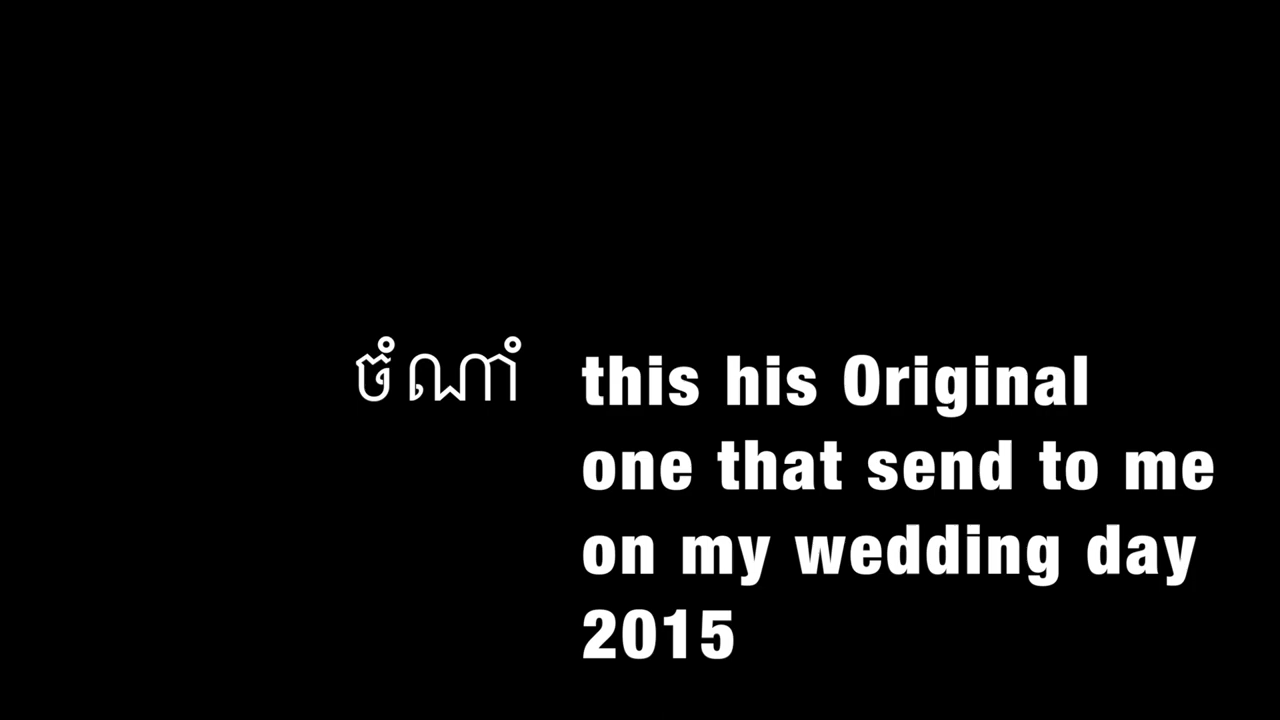 ចំណាំ this his Original
one that send to me
on my wedding day
2015